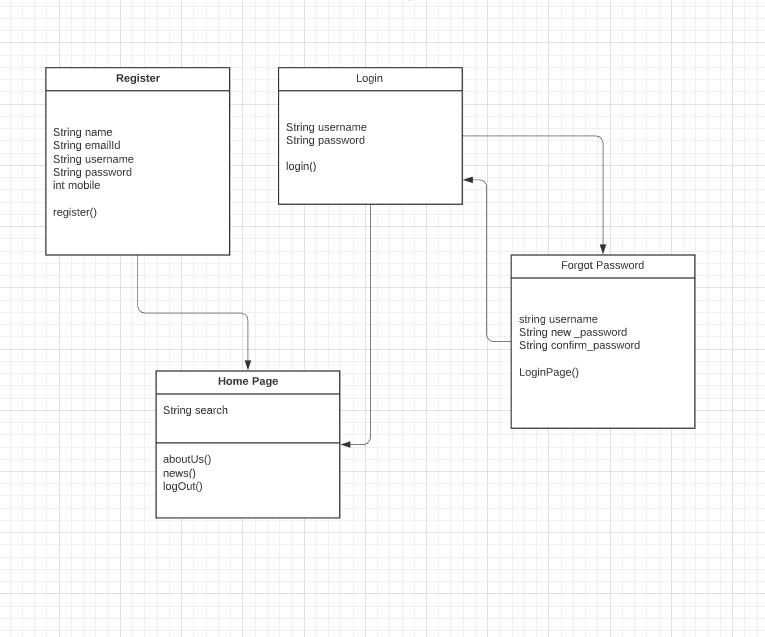 Register
String name
String emailId
String username
String password
int mobile
register()
Login
String username
String password
login()
Forgot Password
string username
String new _password
String confirm_password
LoginPage()
Home Page
String search
aboutUs()
news()
logOut()